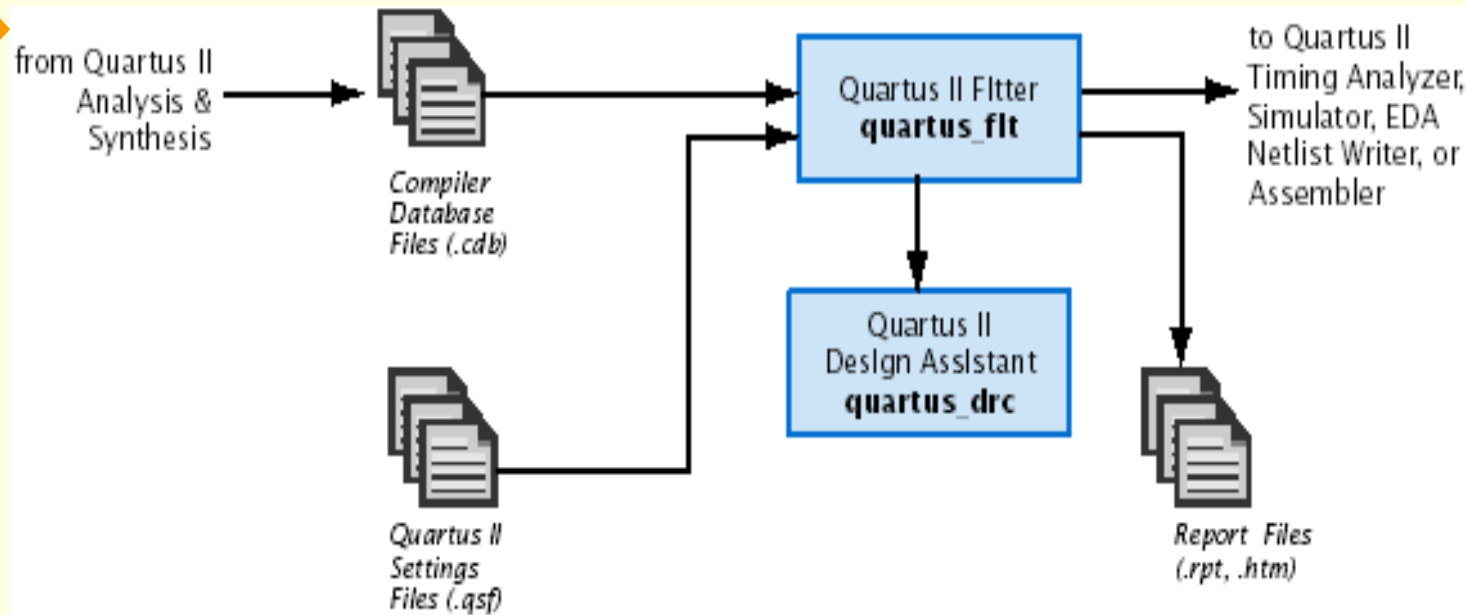 from Quartus II
Analysis &
Synthesis
Compiler
Database
Files (.cdb)
Quartus II Fitter
quartus_fit
to Quartus II
Timing Analyzer,
Simulator, EDA
Netlist Writer, or
Assembler
Quartus II
Design Assistant
quartus_drc
Quartus II
Settings
Files (.qsf)
Report Files
(.rpt, .htm)